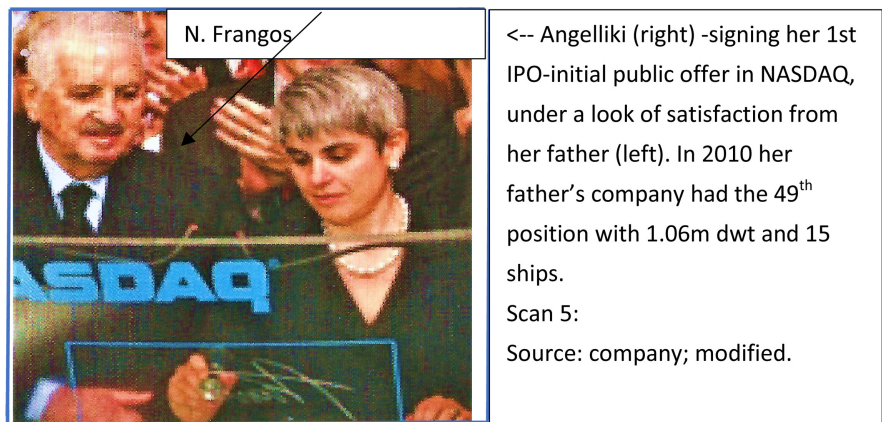 N. Frangos
<-- Angelliki (right) -signing her 1st
IPO-initial public offer in NASDAQ,
under a look of satisfaction from
her father (left). In 2010 her
father’s company had the 49th
position with 1.06m dwt and 15
ships.
Scan 5:
Source: company; modified.
ASDAQ